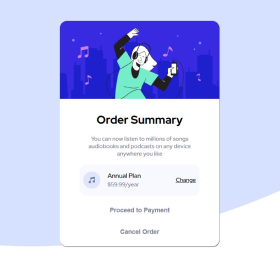 Order Summary
You can now listen to millions of songs
audiobooks and podcasts on any device
anywhere you like
Annual Plan
$59.99/year
Change
Proceed to Payment
Cancel Order